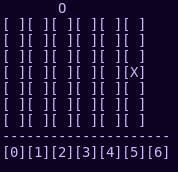 O
[ ][ ][ ][ ][ ][ ]
[ ][ ][ ][ ][ ][ ]
[ ][ ][ ][ ][ ][ ]
[ ][ ][ ][ ][ ][X]
[ ][ ][ ][ ][ ][ ]
[ ][ ][ ][ ][ ][ ]
[ ][ ][ ][ ][ ][ ]
---------------------
[0][1][2][3][4][5][6]